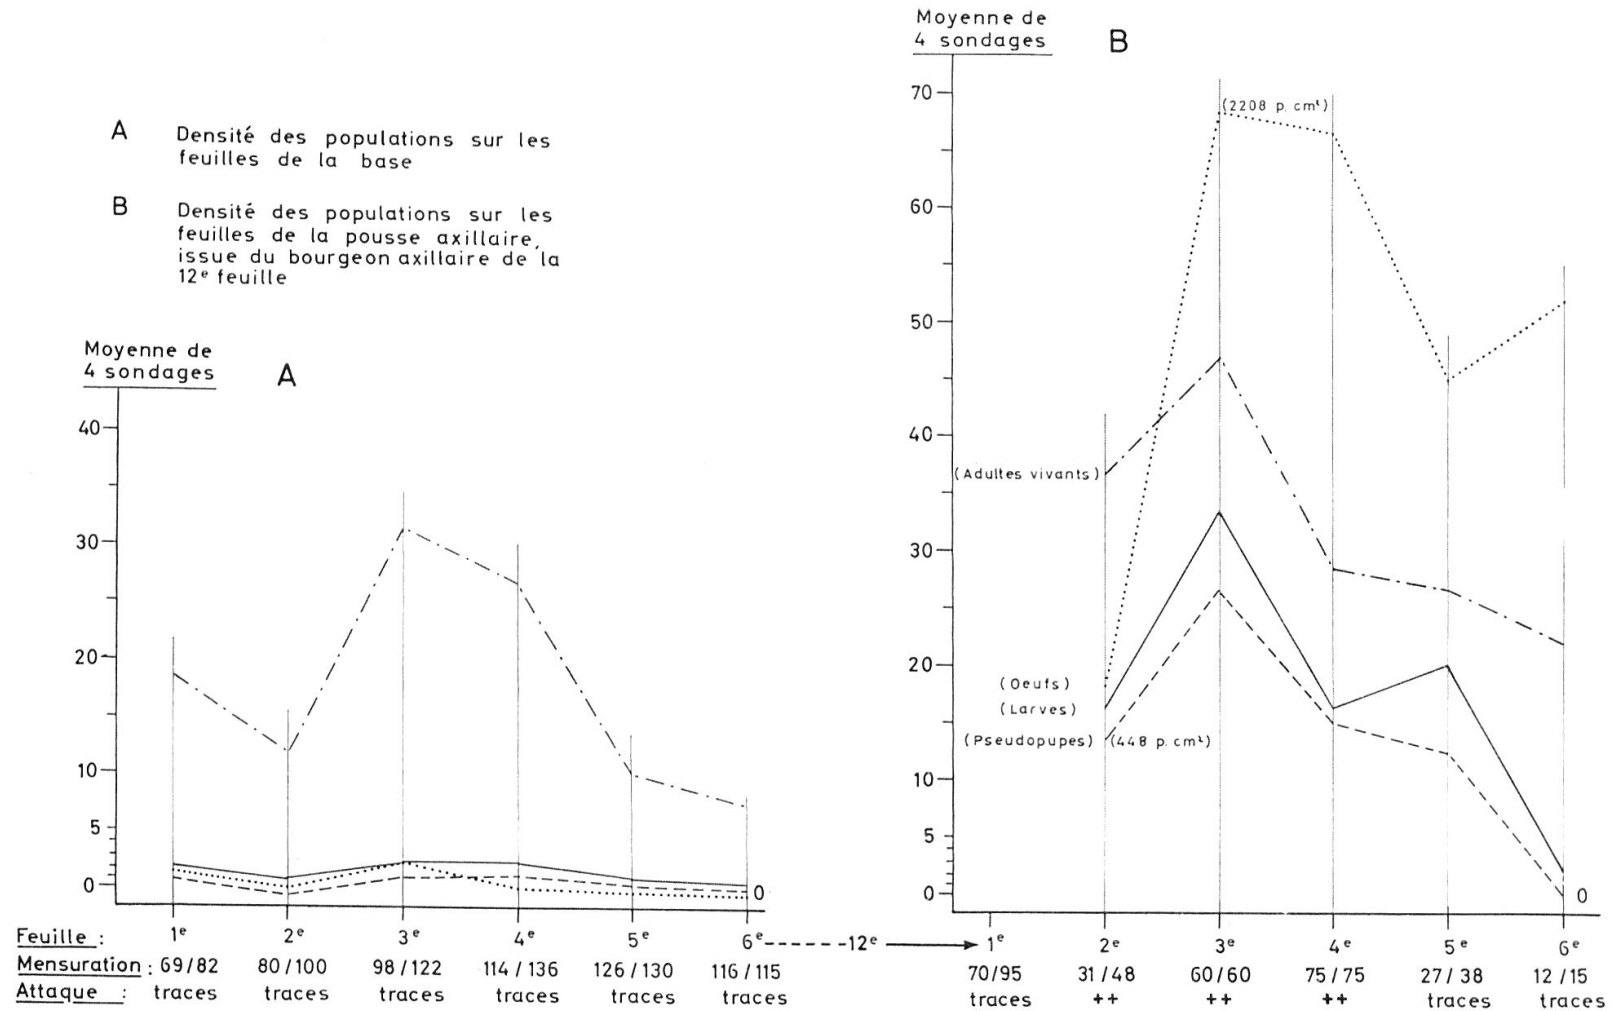 A Densité des populations sur les
feuilles de la base
B Densité des populations sur les
feuilles de la pousse axillaire,
issue du bourgeon axillaire de la
12e feuille
Moyenne de
4 sondages
A
40
30
20
10
5
0
0
Moyenne de
4 sondages
B
70
60
50
40
30
20
10
5
0
(2208 p. cm²)
(Adultes vivants)
(Oeufs)
(Larves)
(Pseudopupes) (448 p. cm²)
0
Feuille : 1e 2e 3e 4e 5e 6e -12e 1e 2e 3e 4e 5e 6e
Mensuration : 69/82 80/100 98/122 114/136 126/130 116/115 70/95 31/48 60/60 75/75 27/38 12/15
Attaque : traces traces traces traces traces traces traces ++ ++ ++ traces traces